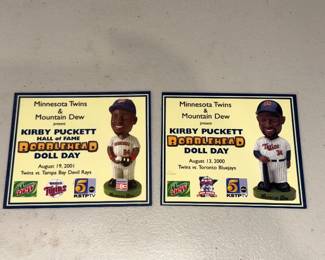 Minnesota Twins
&
Mountain Dew
present
KIRBY PUCKETT
HALL of FAME
BOBBLEHEAD
DOLL DAY
August 19, 2001
Twins vs. Tampa Bay Devil Rays
Twins
5
KSTP TV
Minnesota Twins
&
Mountain Dew
present
KIRBY PUCKETT
BOBBLEHEAD
DOLL DAY
August 13, 2000
Twins vs. Toronto Bluejays
5
KSTP TV
Twins